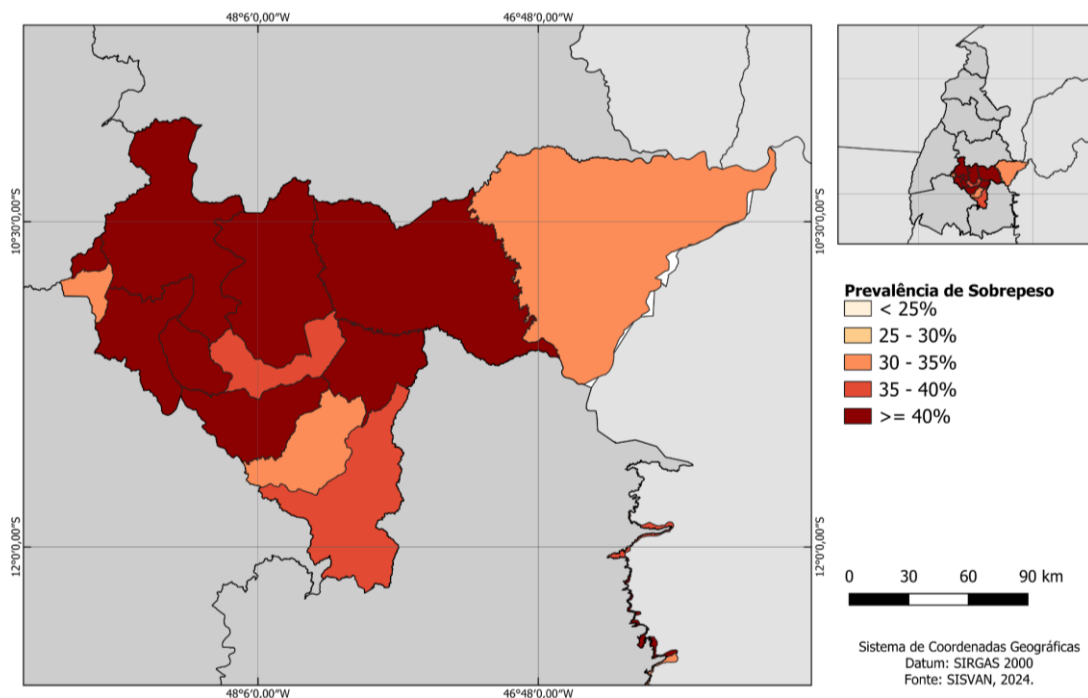 48°6'0,00"W
46°48'0,00"W
10°30'0,00"S
10°30'0,00"S
12°0'0,00"S
12°0'0,00"S
48°6'0,00"W
46°48'0,00"W
Prevalência de Sobrepeso
< 25%
25 - 30%
30 - 35%
35 - 40%
>= 40%
0 30 60 90 km
Sistema de Coordenadas Geográficas
Datum: SIRGAS 2000
Fonte: SISVAN, 2024.